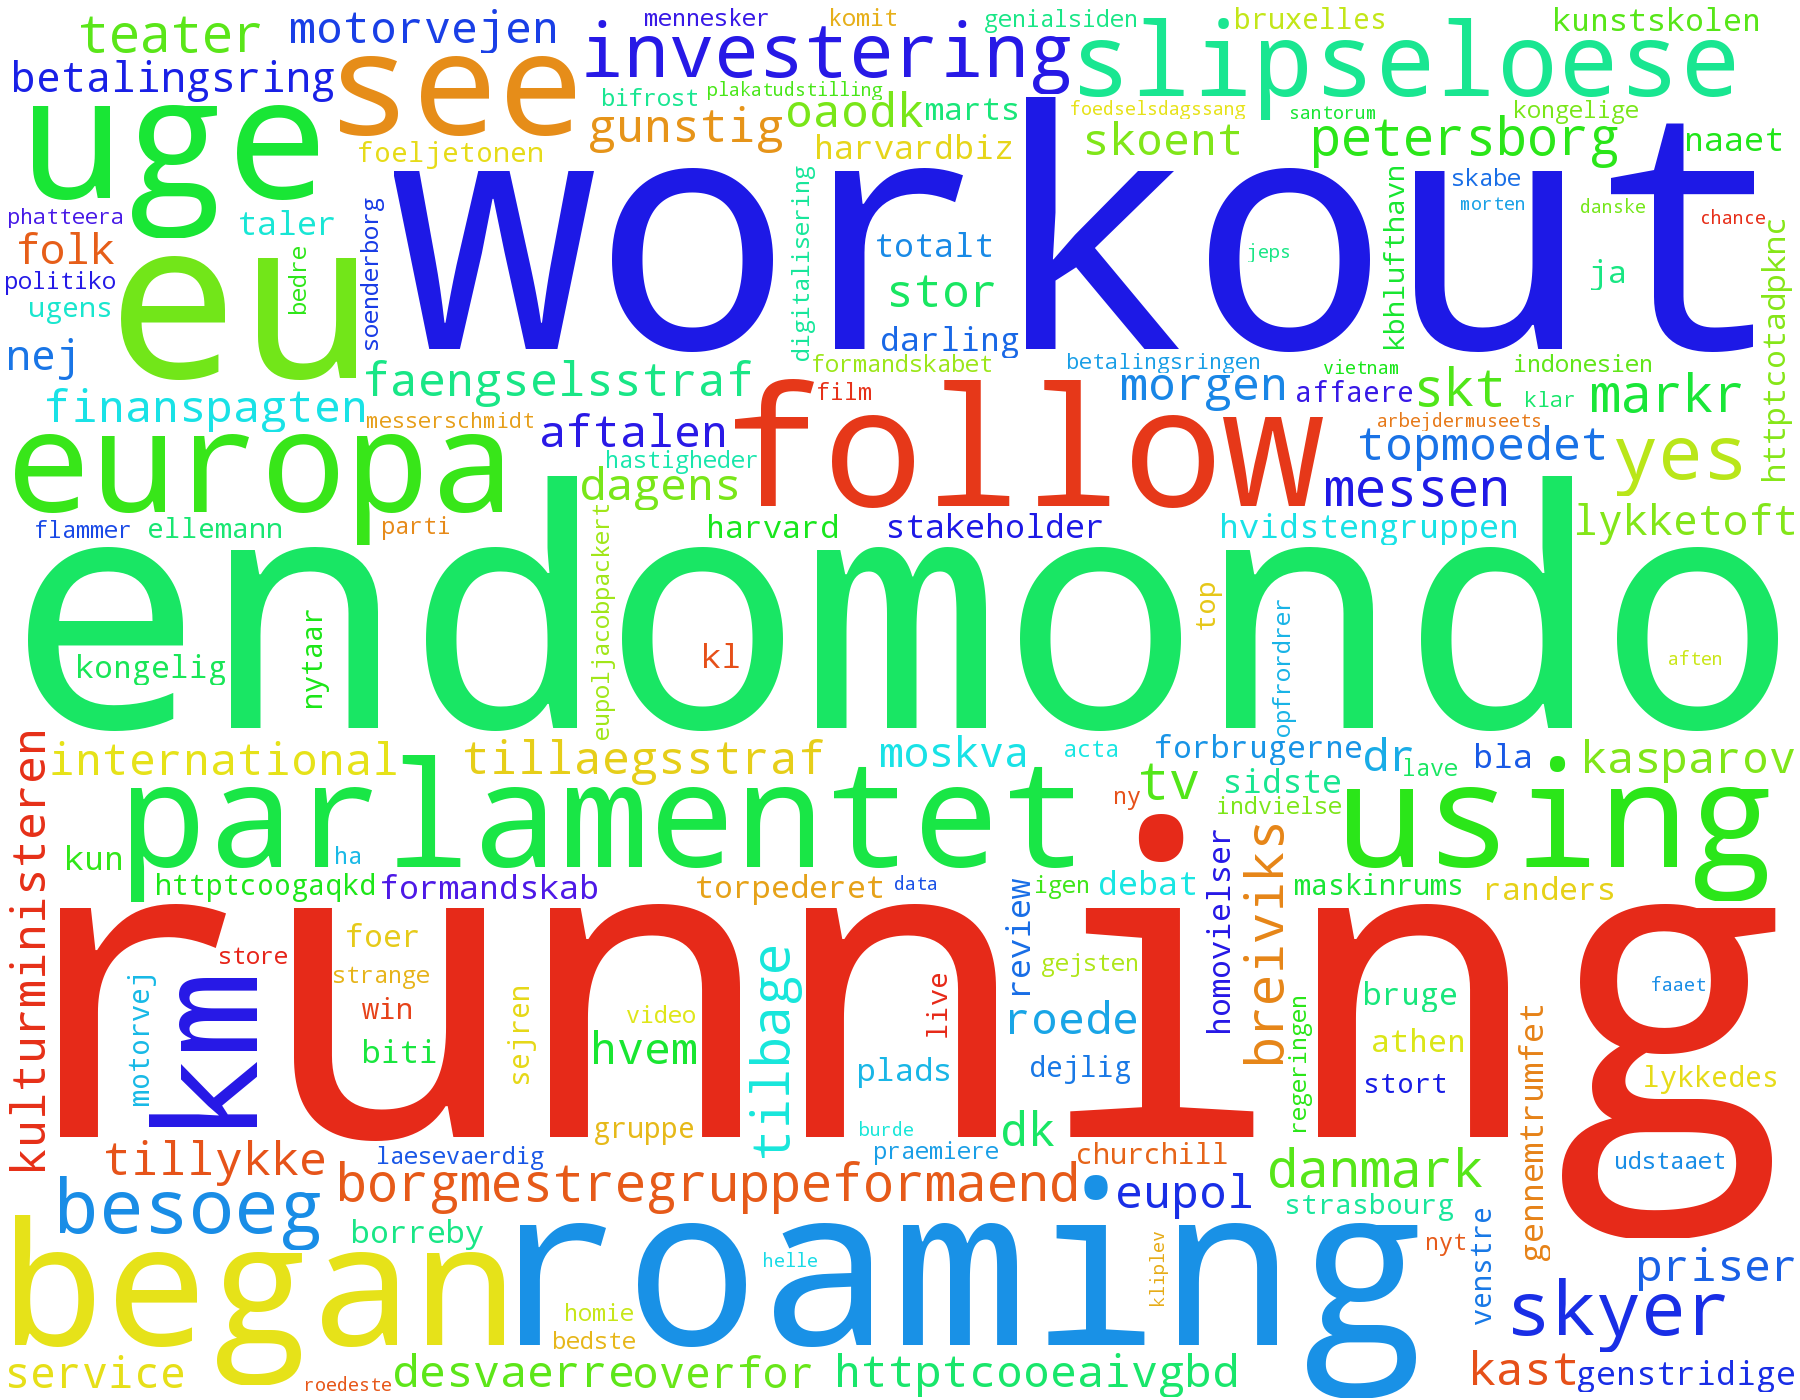 teater
motorvejen
mennesker
komit
genialsiden
bruxelles
kunstskolen
betalingsring
see
investering
slipseloese
uge
bifrost
plakatudstilling
oaodk
marts
foedselsdagssang
santorum
kongelige
gunstig
harvardbiz
skoent
petersborg
naaet
foeljetonen
workout
phatteera
taler
soenderborg
digitalisering
totalt
kbhlufthavn
skabe
morten
danske
chance
folk
eu
bedre
jeps
ja
httptcotadpknc
politiko
ugens
stor
darling
nej
faengselsstraf
formandskabet
betalingsringen
vietnam
indonesien
finanspagten
film
morgen
affaere
skt
klar
markr
messerschmidt
aftalen
follow
arbejdermuseets
europa
hastigheder
topmoedet
yes
dagens
messen
flammer
ellemann
parti
eupoljacobpackert
harvard
stakeholder
hvidstengruppen
lykketoft
endomondo
kongelig
nytaar
kl
top
opfrordrer
aften
kulturministeren
international
tillaegsstraf
moskva
acta
forbrugerne
dr
lave
bla
kasparov
parlamentet
ny
tv
sidste
indvielse
using
kun
ha
httptcoogaqkd
formandskab
torpederet
data
review
igen
debat
homovielser
breiviks
maskinrums
randers
running
store
foer
strange
motorvej
km
win
biti
sejren
video
hvem
tilbage
live
gejsten
roede
plads
dejlig
regeringen
bruge
athen
stort
faaet
gennemtrumfet
lykkedes
gruppe
burde
dk
tillykke
laesevaerdig
praemiere
churchill
danmark
udstaaet
besoeg
borgmestregruppeformaend
eupol
strasbourg
borreby
began
roaming
helle
kliplev
nyt
venstre
priser
homie
bedste
skyer
service
roedeste
desvaerre
overfor
httptcooeaivgbd
kast
genstridige